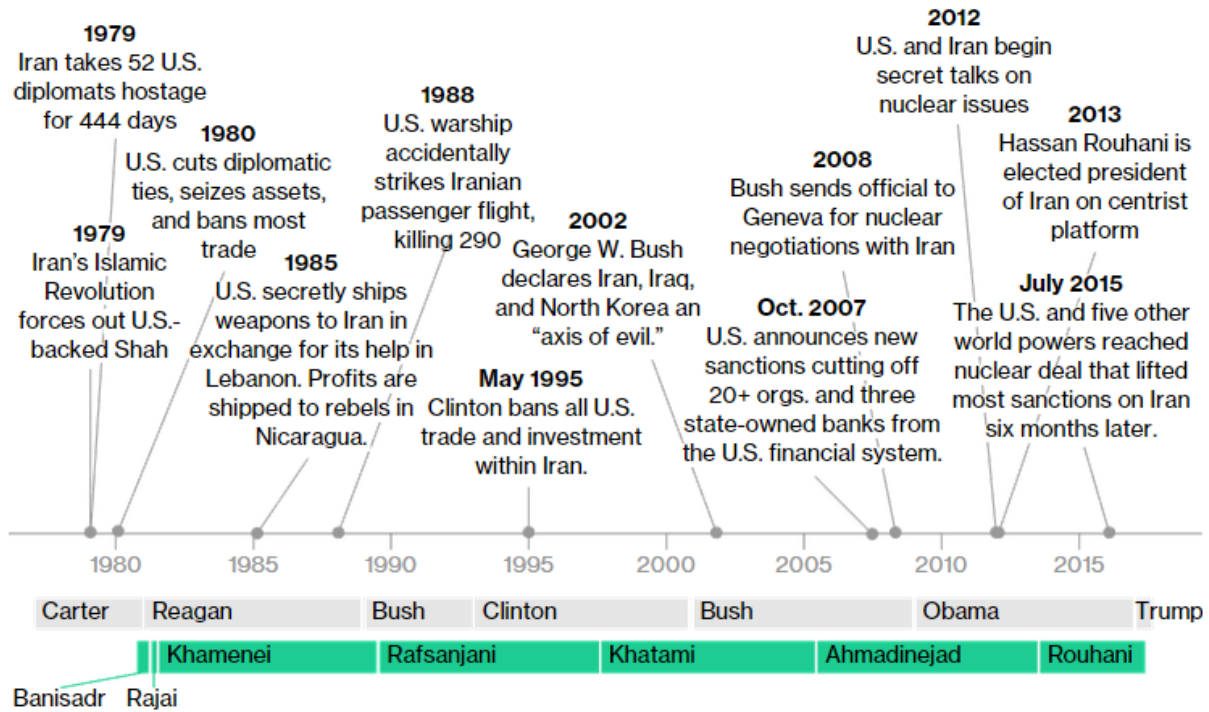 1979
Iran takes 52 U.S.
diplomats hostage
for 444 days
1979
Iran's Islamic
Revolution
forces out U.S.-
backed Shah
1980
U.S. cuts diplomatic
ties, seizes assets,
and bans most
trade
1985
U.S. secretly ships
weapons to Iran in
exchange for its help in
Lebanon. Profits are
shipped to rebels in
Nicaragua.
1988
U.S. warship
accidentally
strikes Iranian
passenger flight,
killing 290
May 1995
Clinton bans all U.S.
trade and investment
within Iran.
2002
George W. Bush
declares Iran, Iraq,
and North Korea an
“axis of evil.”
Oct. 2007
U.S. announces new
sanctions cutting off
20+ orgs. and three
state-owned banks from
the U.S. financial system.
2008
Bush sends official to
Geneva for nuclear
negotiations with Iran
2012
U.S. and Iran begin
secret talks on
nuclear issues
2013
Hassan Rouhani is
elected president
of Iran on centrist
platform
July 2015
The U.S. and five other
world powers reached
nuclear deal that lifted
most sanctions on Iran
six months later.
1980 1985 1990 1995 2000 2005 2010 2015
Carter Reagan Bush Clinton Bush Obama Trump
Khamenei Rafsanjani Khatami Ahmadinejad Rouhani
Banisadr Rajai